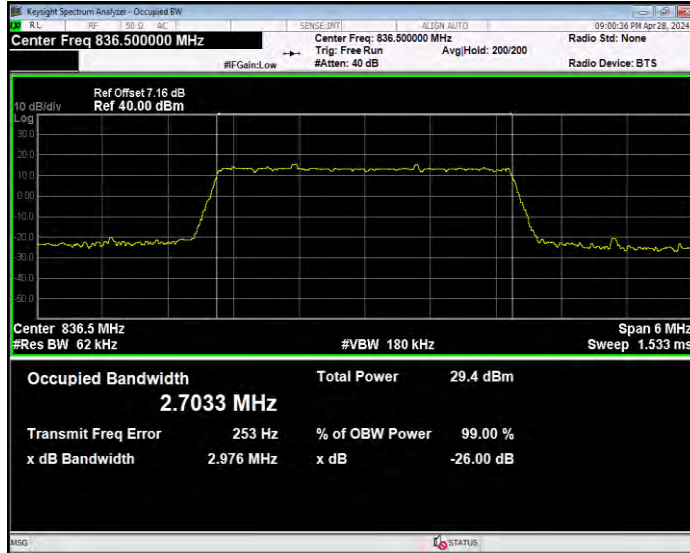 Keysight Spectrum Analyzer - Occupied BW
RL RF 50 Ω AC SENSE:INT ALIGN AUTO 09:00:36 PM Apr 28, 2024
Center Freq 836.500000 MHz Center Freq: 836.500000 MHz Radio Std: None
Trig: Free Run Avg|Hold: 200/200
#IFGain:Low #Atten: 40 dB Radio Device: BTS
Ref Offset 7.16 dB
10 dB/div Ref 40.00 dBm
Log
30.0
20.0
10.0
0.00
-10.0
-20.0
-30.0
-40.0
-50.0
Center 836.5 MHz Span 6 MHz
#Res BW 62 kHz #VBW 180 kHz Sweep 1.533 ms
Occupied Bandwidth Total Power 29.4 dBm
2.7033 MHz
Transmit Freq Error 253 Hz % of OBW Power 99.00 %
x dB Bandwidth 2.976 MHz x dB -26.00 dB
MSG STATUS